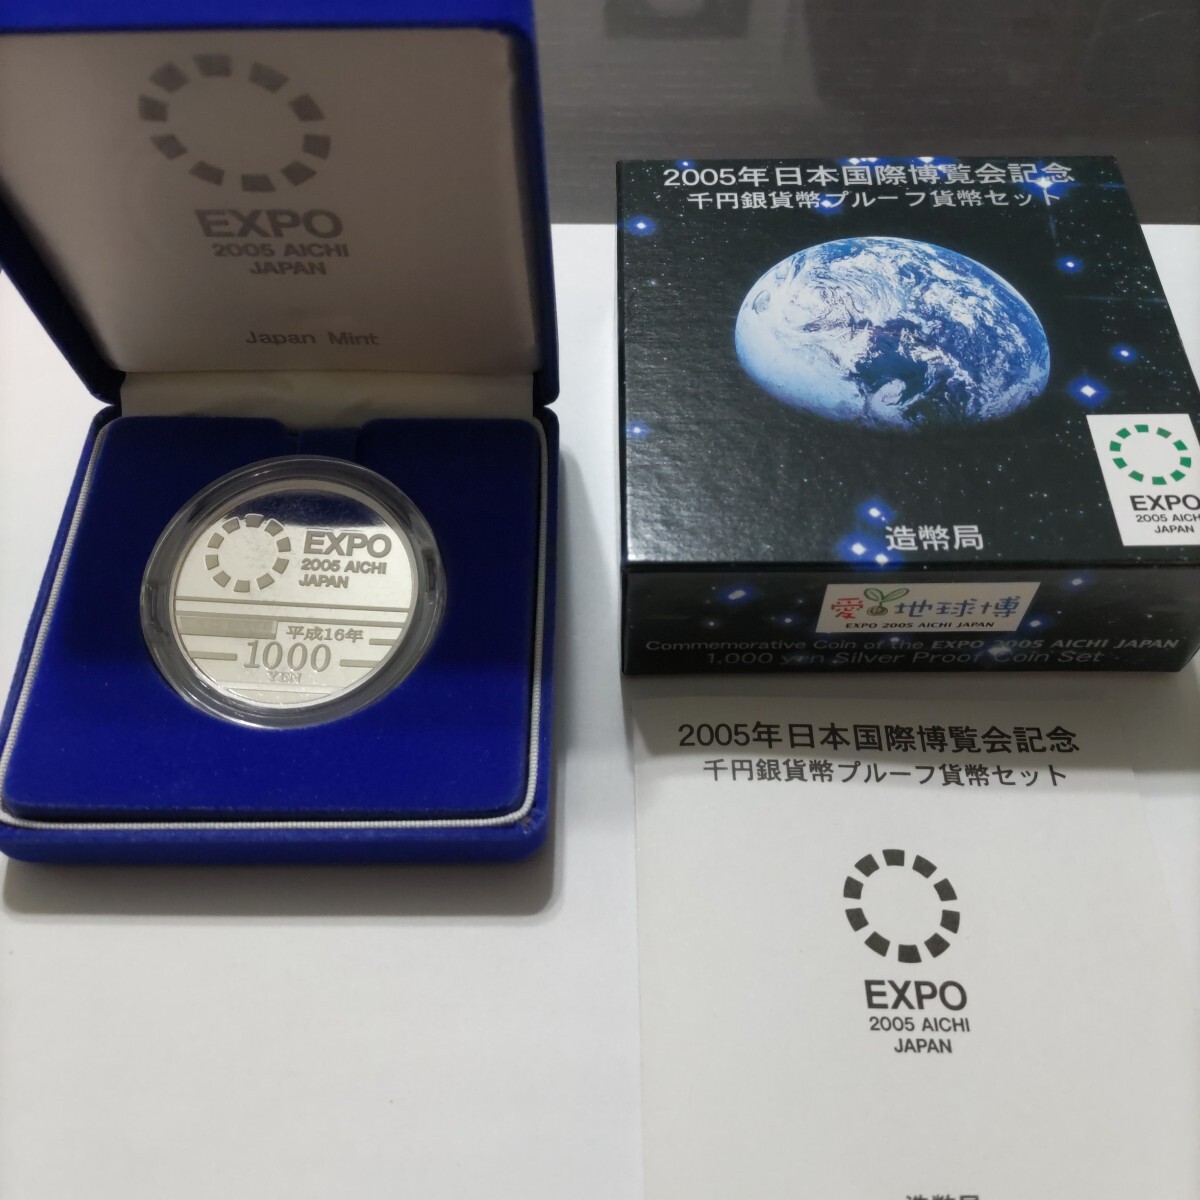 EXPO
2005 AICHI
JAPAN
Japan Mint
EXPO
2005 AICHI
JAPAN
平成16年
1000
YEN
2005年日本国際博覧会記念
千円銀貨幣プルーフ貨幣セット
EXPO
2005 AICHI
JAPAN
造幣局
愛・地球博
EXPO 2005 AICHI JAPAN
Commemorative Coin of the EXPO 2005 AICHI JAPAN
1,000 yen Silver Proof Coin Set
2005年日本国際博覧会記念
千円銀貨幣プルーフ貨幣セット
EXPO
2005 AICHI
JAPAN
造幣局